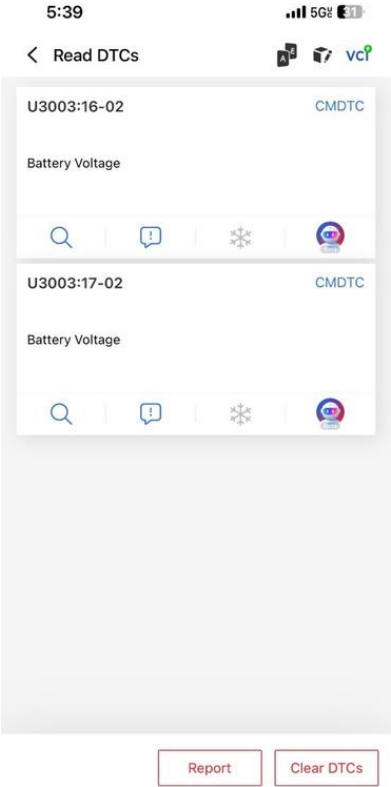 5:39
5G 31
Read DTCs
A E
VCI
U3003:16-02 CMDTC
Battery Voltage
U3003:17-02 CMDTC
Battery Voltage
Report Clear DTCs